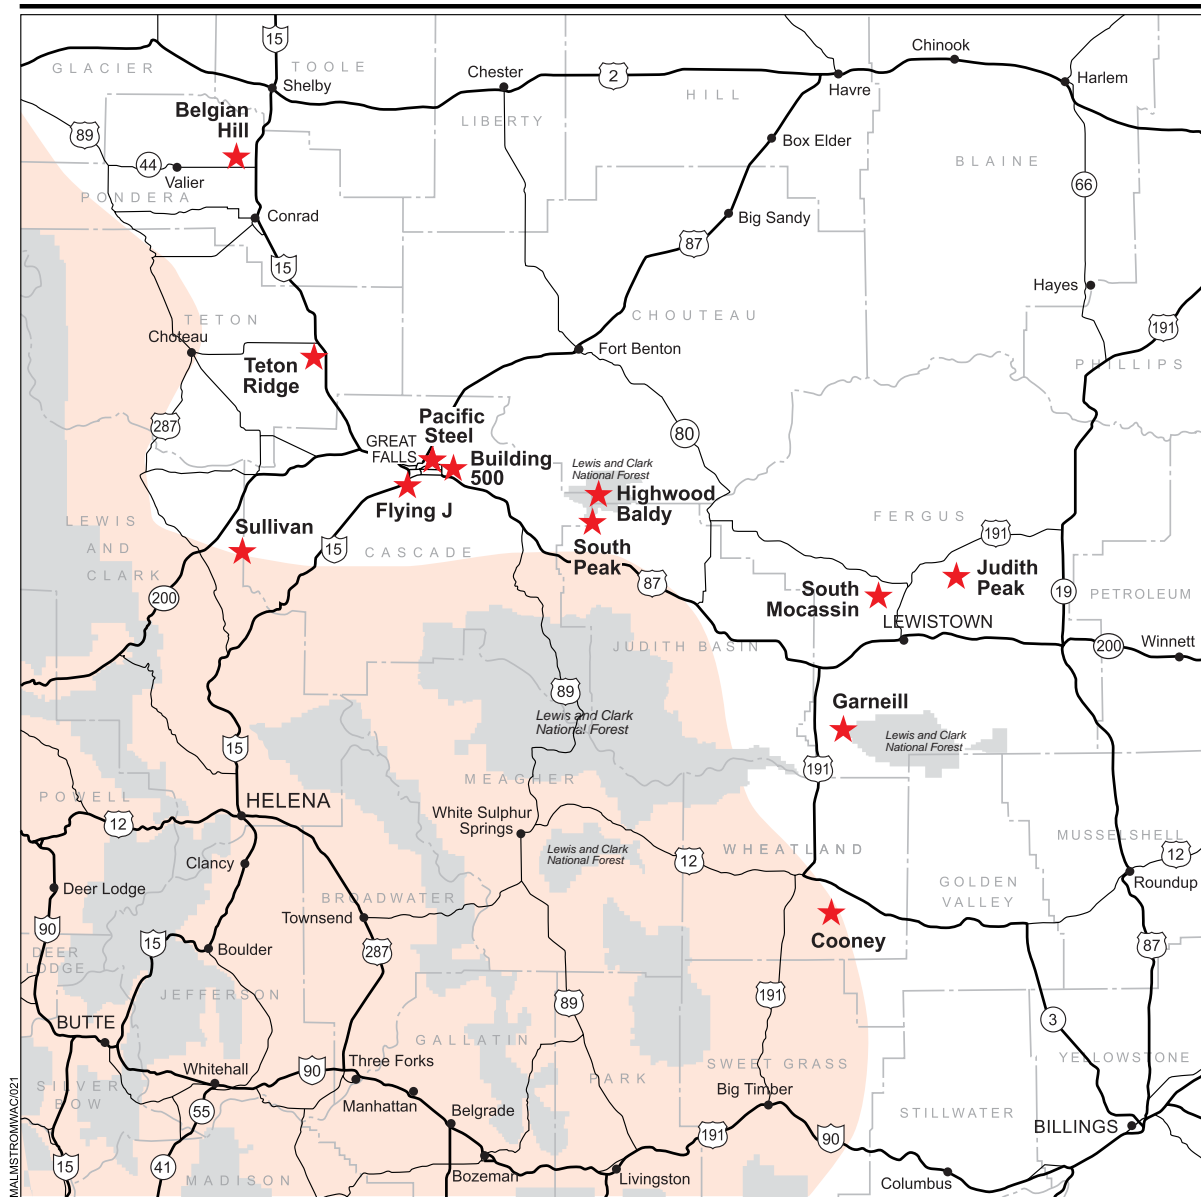 15
GLACIER
TOOLE
Shelby
Chester
2
Chinook
Havre
Harlem
HILL
LIBERTY
Belgian
Hill
89
44
Valier
PONDERA
Box Elder
BLAINE
66
Conrad
Big Sandy
87
15
Hayes
TETON
CHOUTEAU
191
Choteau
Fort Benton
PHILLIPS
Teton
Ridge
287
Pacific
Steel
GREAT
FALLS
Building
500
80
Lewis and Clark
National Forest
Highwood
Baldy
Flying J
Sullivan
LEWIS
AND
CLARK
15
CASCADE
South
Peak
FERGUS
191
Judith
Peak
200
87
South
Mocassin
19
PETROLEUM
LEWISTOWN
JUDITH BASIN
200
Winnett
89
Lewis and Clark
National Forest
Garneill
Lewis and Clark
National Forest
15
191
MEAGHER
POWELL
HELENA
12
White Sulphur
Springs
MUSSELSHELL
Lewis and Clark
National Forest
12
WHEATLAND
12
Clancy
Deer Lodge
BROADWATER
GOLDEN
VALLEY
Roundup
Townsend
90
15
Boulder
287
Cooney
87
DEER
LODGE
JEFFERSON
89
191
3
BUTTE
GALLATIN
Three Forks
SWEET GRASS
YELLOWSTONE
Whitehall
90
PARK
SILVER
BOW
Manhattan
Big Timber
55
Belgrade
STILLWATER
BILLINGS
191
90
15
41
MADISON
Bozeman
Livingston
Columbus
MALMSTROMWAC/021